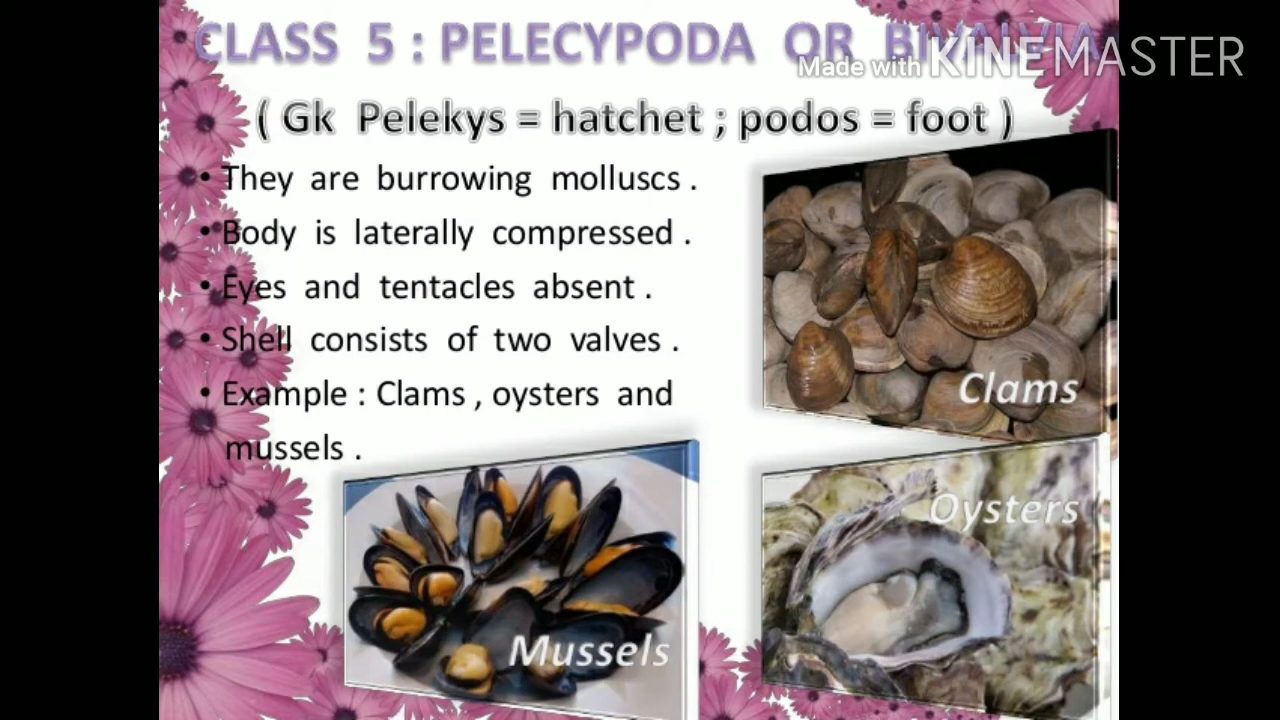 CLASS 5 : PELECYPODA OR BIVALVIA
Made with KINEMASTER
( Gk Pelekys = hatchet ; podos = foot )
• They are burrowing molluscs .
• Body is laterally compressed .
• Eyes and tentacles absent .
• Shell consists of two valves .
• Example : Clams , oysters and
mussels .
Clams
Oysters
Mussels